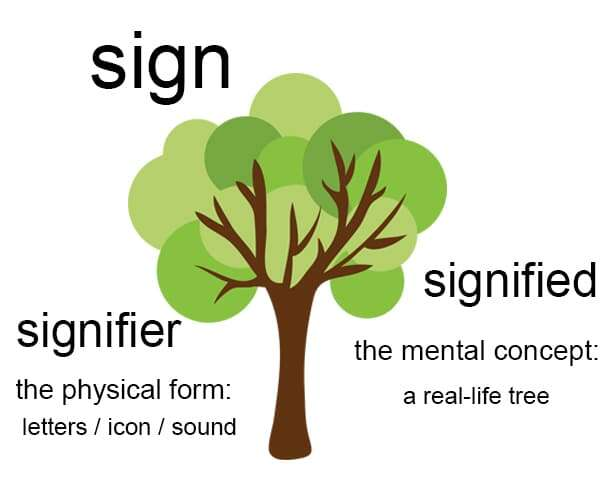 sign
signifier
the physical form:
letters / icon / sound
signified
the mental concept:
a real-life tree